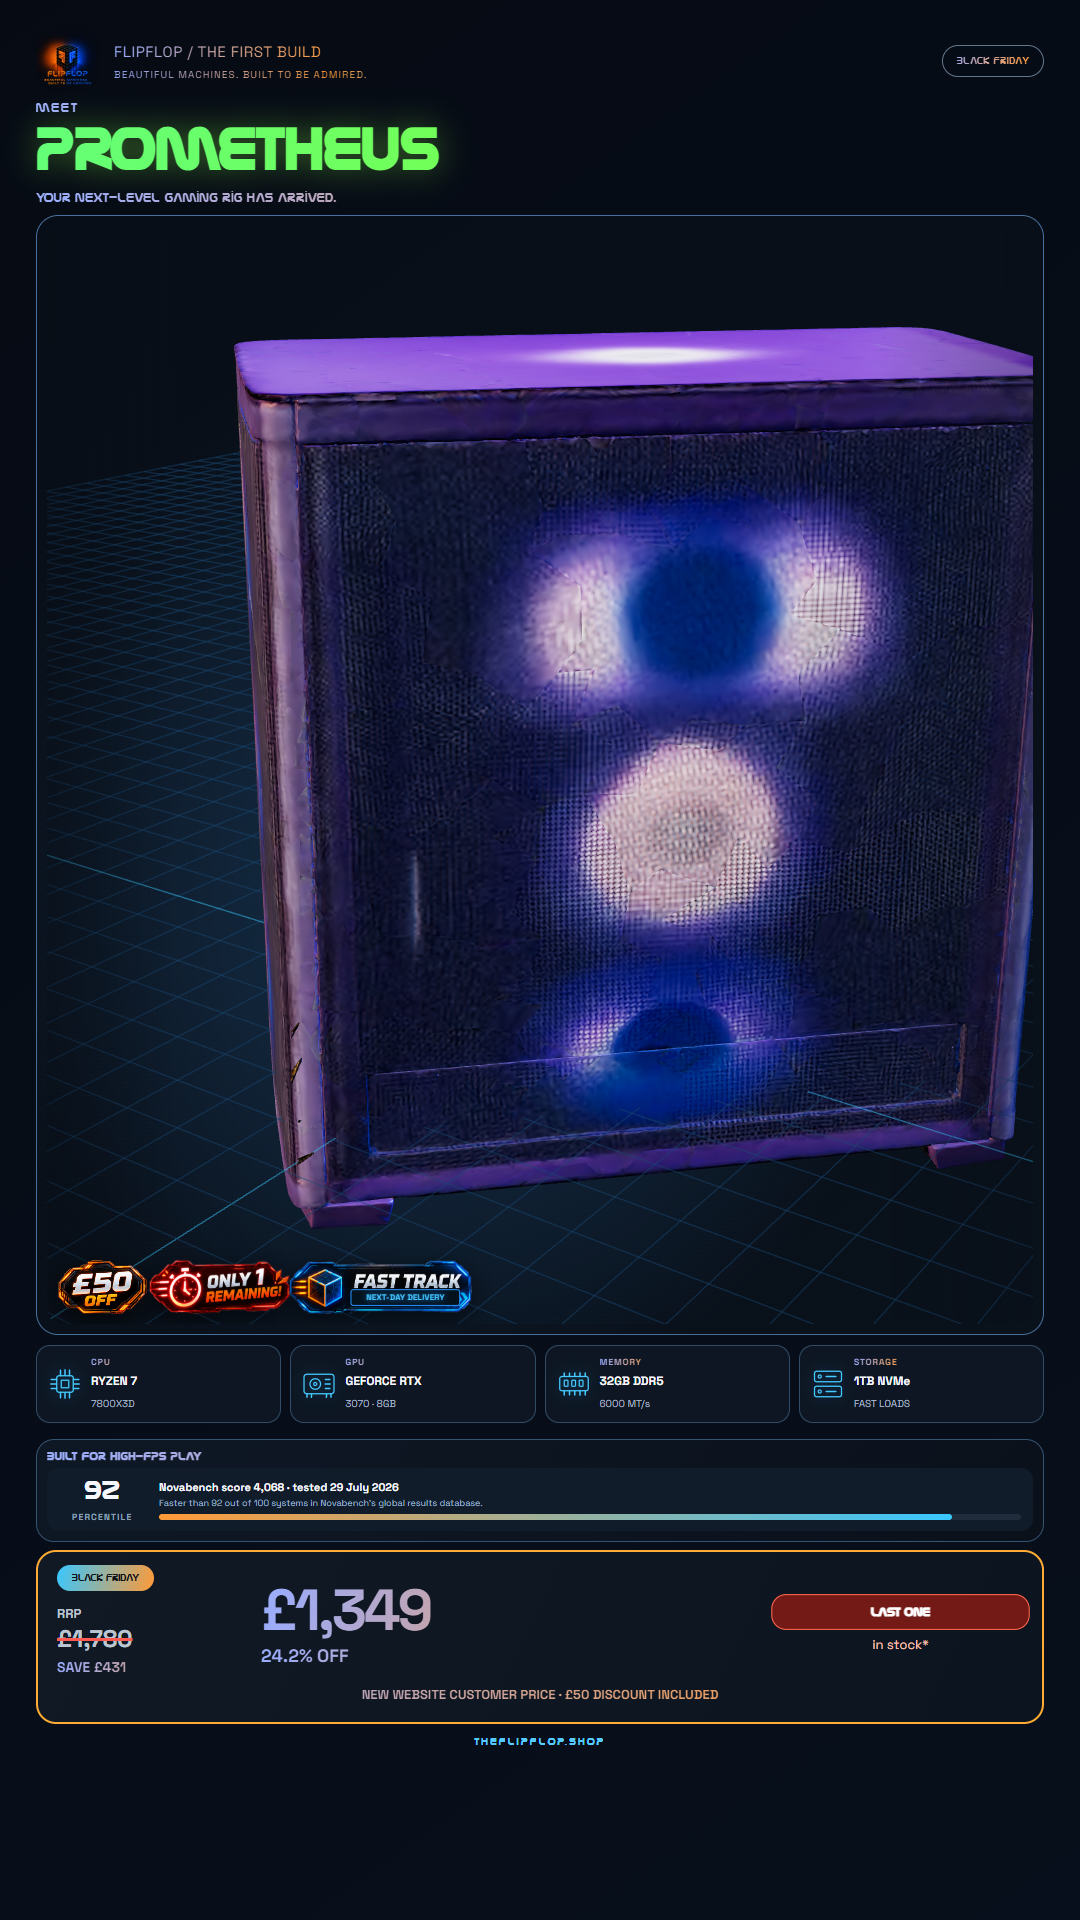 FLIPFLOP
FLIPFLOP / THE FIRST BUILD
BEAUTIFUL MACHINES. BUILT TO BE ADMIRED.
BLACK FRIDAY
MEET
PROMETHEUS
YOUR NEXT-LEVEL GAMING RIG HAS ARRIVED.
£50
OFF
ONLY 1
REMAINING!
FAST TRACK
NEXT-DAY DELIVERY
CPU
RYZEN 7
7800X3D
GPU
GEFORCE RTX
3070 · 8GB
MEMORY
32GB DDR5
6000 MT/s
STORAGE
1TB NVMe
FAST LOADS
BUILT FOR HIGH-FPS PLAY
92
PERCENTILE
Novabench score 4,068 · tested 29 July 2026
Faster than 92 out of 100 systems in Novabench's global results database.
BLACK FRIDAY
RRP
£1,780
SAVE £431
£1,349
24.2% OFF
LAST ONE
in stock*
NEW WEBSITE CUSTOMER PRICE · £50 DISCOUNT INCLUDED
THEFLIPFLOP.SHOP